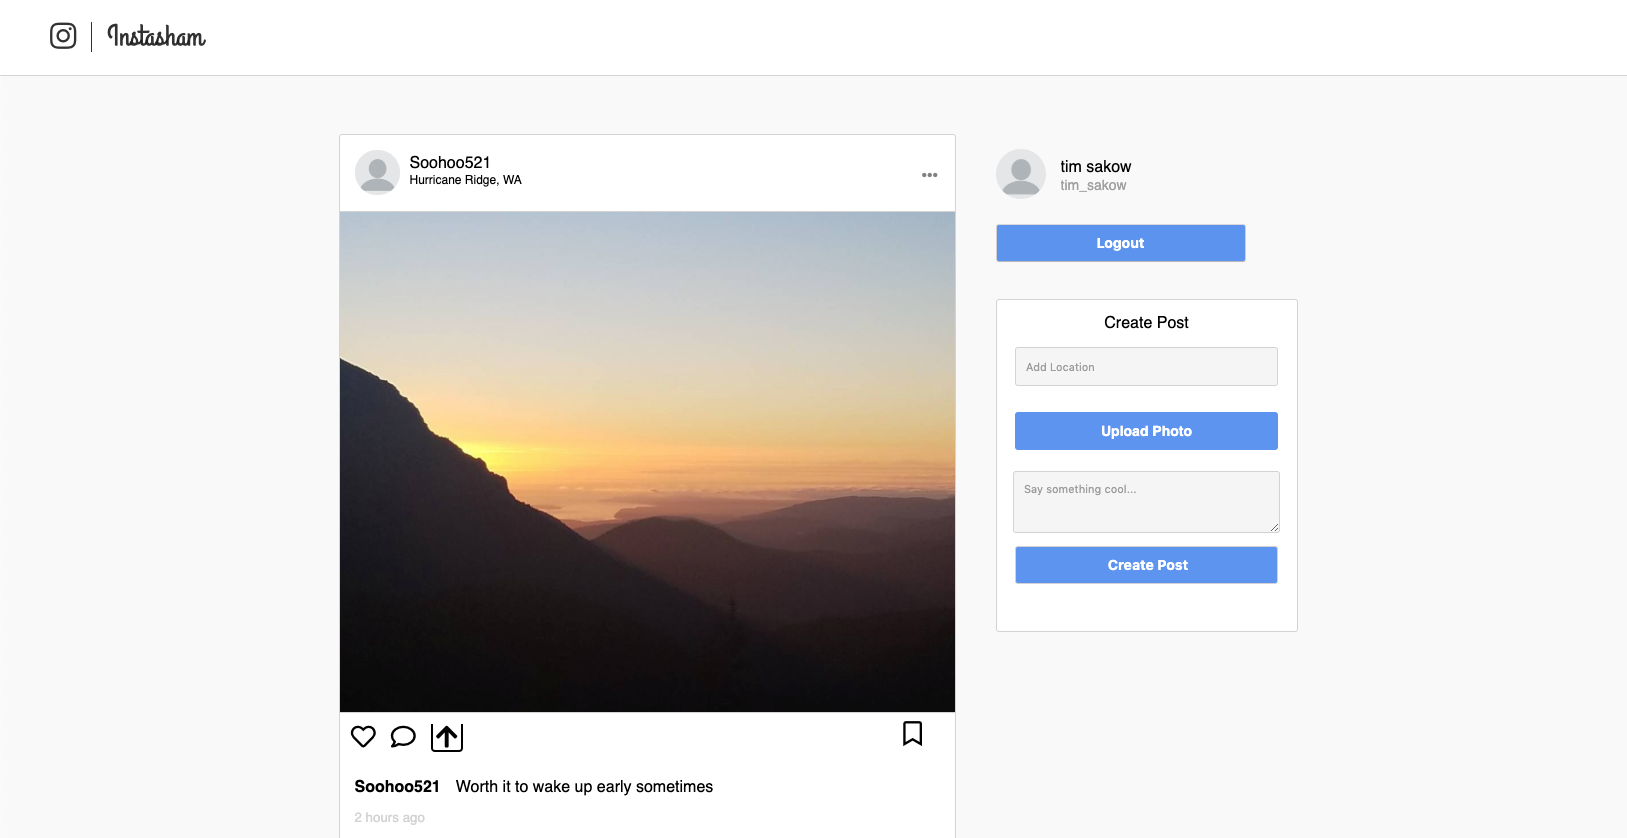 Instasham
Soohoo521
Hurricane Ridge, WA
tim sakow
tim_sakow
Logout
Create Post
Add Location
Upload Photo
Say something cool...
Create Post
Soohoo521 Worth it to wake up early sometimes
2 hours ago